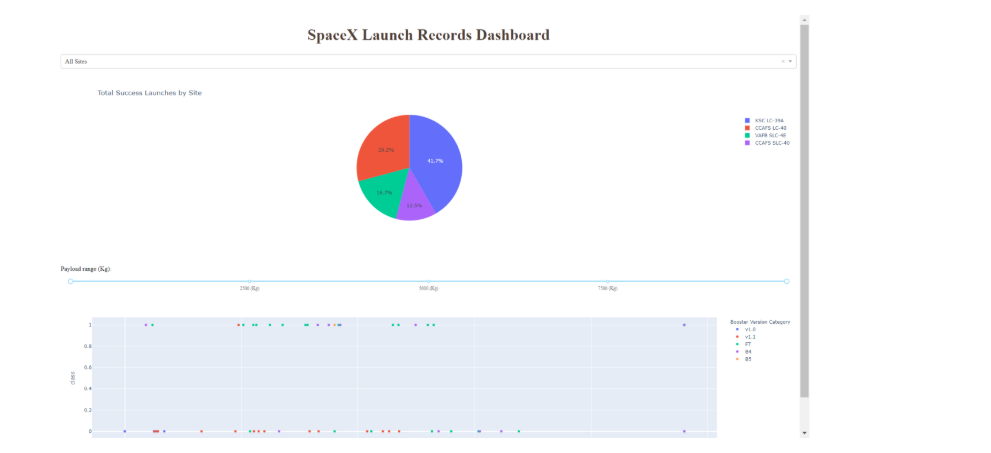 SpaceX Launch Records Dashboard
All Sites
Total Success Launches by Site
KSC LC-39A
CCAFS LC-40
VAFB SLC-4E
CCAFS SLC-40
41.7%
29.2%
16.7%
12.5%
Payload range (Kg):
2500 (Kg)
5000 (Kg)
7500 (Kg)
Booster Version Category
v1.0
v1.1
FT
B4
B5
class
1
0.8
0.6
0.4
0.2
0